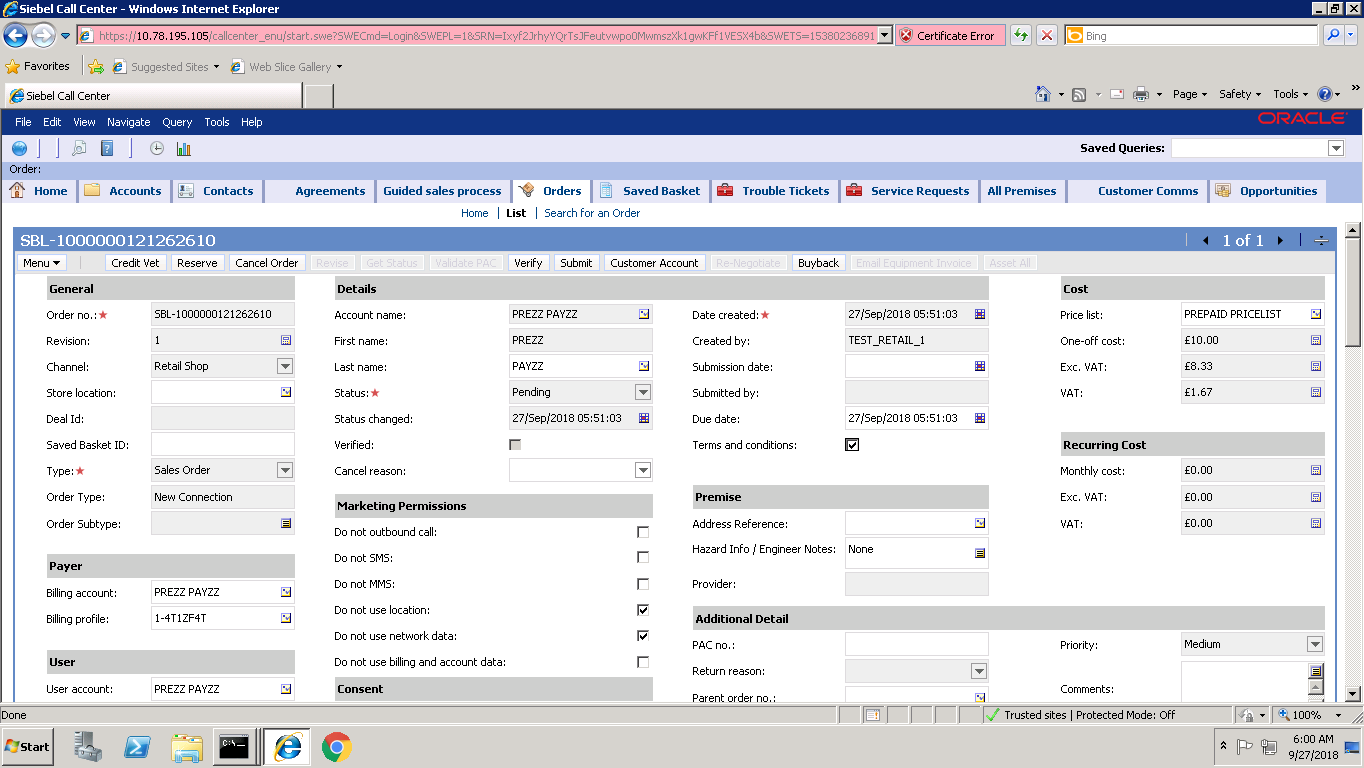 Siebel Call Center - Windows Internet Explorer
https://10.78.195.105/callcenter_enu/start.swe?SWECmd=Login&SWEPL=1&SRN=Ixyf2JrhyYQrTsJFeutvwpo0MwmszXk1gwKFf1VESX4b&SWETS=15380236891 Certificate Error Bing
Favorites Suggested Sites Web Slice Gallery
Siebel Call Center Page Safety Tools
File Edit View Navigate Query Tools Help ORACLE
Saved Queries:
Order:
Home Accounts Contacts Agreements Guided sales process Orders Saved Basket Trouble Tickets Service Requests All Premises Customer Comms Opportunities
Home List Search for an Order
SBL-1000000121262610 1 of 1
Menu Credit Vet Reserve Cancel Order Revise Get Status Validate PAC Verify Submit Customer Account Re-Negotiate Buyback Email Equipment Invoice Asset All
General Details Cost
Order no.: SBL-1000000121262610 Account name: PREZZ PAYZZ Date created: 27/Sep/2018 05:51:03 Price list: PREPAID PRICELIST
Revision: 1 First name: PREZZ Created by: TEST_RETAIL_1 One-off cost: £10.00
Channel: Retail Shop Last name: PAYZZ Submission date: Exc. VAT: £8.33
Store location: Status: Pending Submitted by: VAT: £1.67
Deal Id: Status changed: 27/Sep/2018 05:51:03 Due date: 27/Sep/2018 05:51:03
Saved Basket ID: Verified: Terms and conditions: Recurring Cost
Type: Sales Order Cancel reason: Monthly cost: £0.00
Order Type: New Connection Marketing Permissions Premise Exc. VAT: £0.00
Order Subtype: Do not outbound call: Address Reference: VAT: £0.00
Payer Do not SMS: Hazard Info / Engineer Notes: None
Billing account: PREZZ PAYZZ Do not MMS: Provider:
Billing profile: 1-4T1ZF4T Do not use location: Additional Detail
Do not use network data: PAC no.: Priority: Medium
User Do not use billing and account data: Return reason:
User account: PREZZ PAYZZ Consent Parent order no.: Comments:
Done Trusted sites | Protected Mode: Off 100%
Start C:\. 6:00 AM
9/27/2018